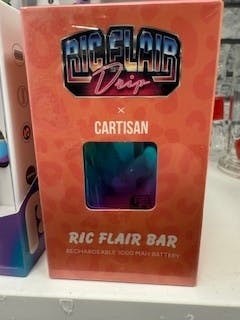 RIC FLAIR
Drip
×
CARTISAN
RIC FLAIR BAR
RECHARGEABLE 1000 MAH BATTERY